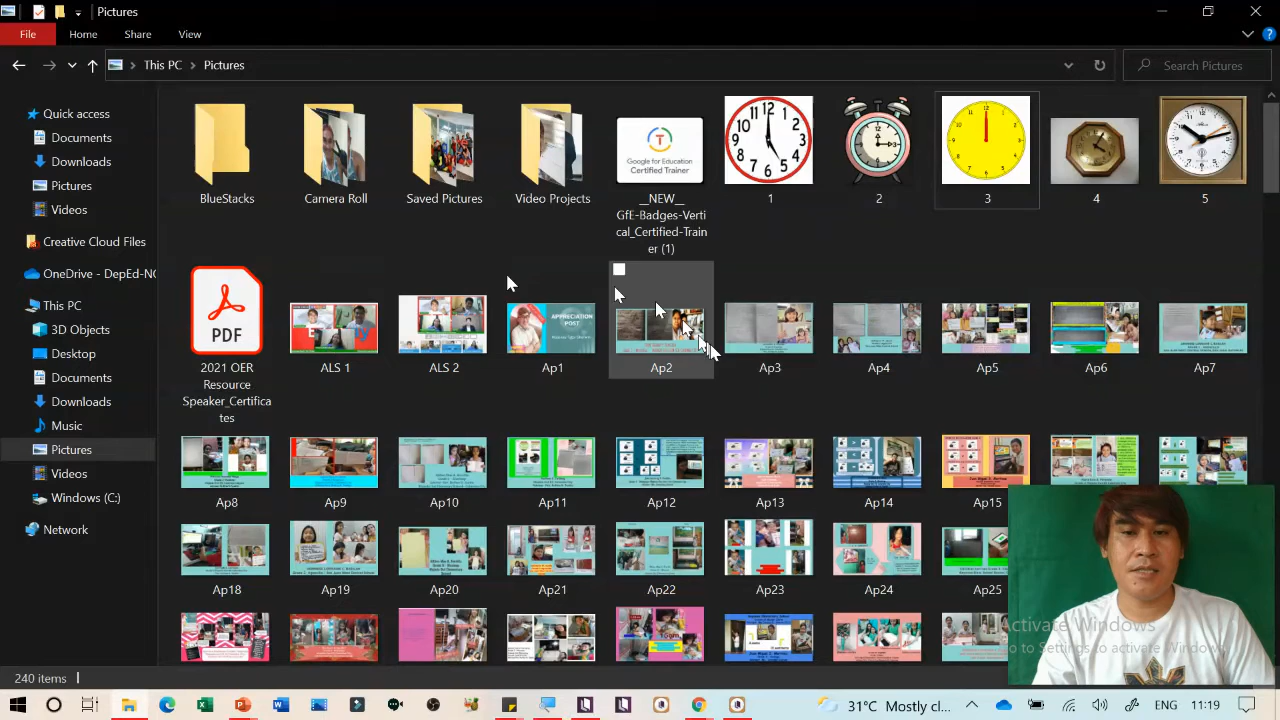 Pictures
File Home Share View
This PC Pictures
Search Pictures
Quick access
Documents
Downloads
Pictures
Videos
Creative Cloud Files
OneDrive - DepEd-NC
This PC
3D Objects
Desktop
Documents
Downloads
Music
Pictures
Videos
Windows (C:)
Network
Google for Education
Certified Trainer
BlueStacks Camera Roll Saved Pictures Video Projects __NEW__ 1 2 3 4 5
GfE-Badges-Verti
cal_Certified-Train
er (1)
PDF
APPRECIATION
POST
2021 OER ALS 1 ALS 2 Ap1 Ap2 Ap3 Ap4 Ap5 Ap6 Ap7
Resource
Speaker_Certifica
tes
Ap8 Ap9 Ap10 Ap11 Ap12 Ap13 Ap14 Ap15
Ap18 Ap19 Ap20 Ap21 Ap22 Ap23 Ap24 Ap25
Activate Windows
Go to Settings to activate Windows
240 items
31°C Mostly cl... ENG 11:19